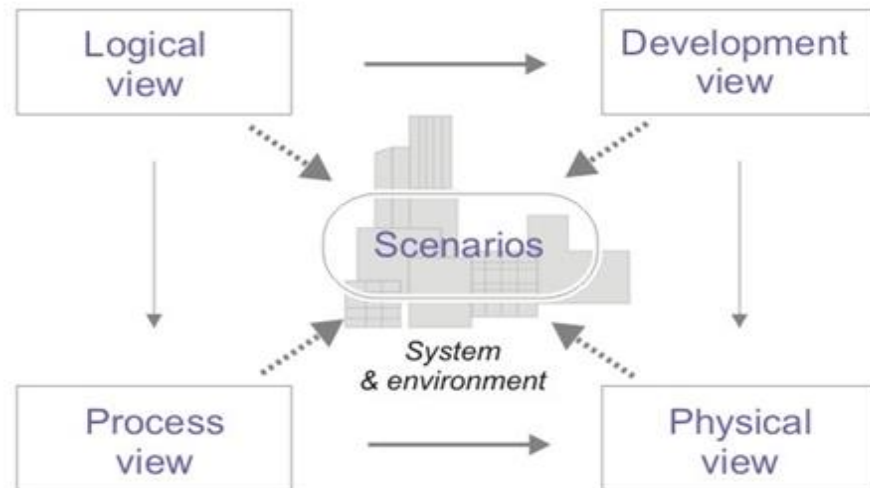 Logical
view
Development
view
Scenarios
System
& environment
Process
view
Physical
view